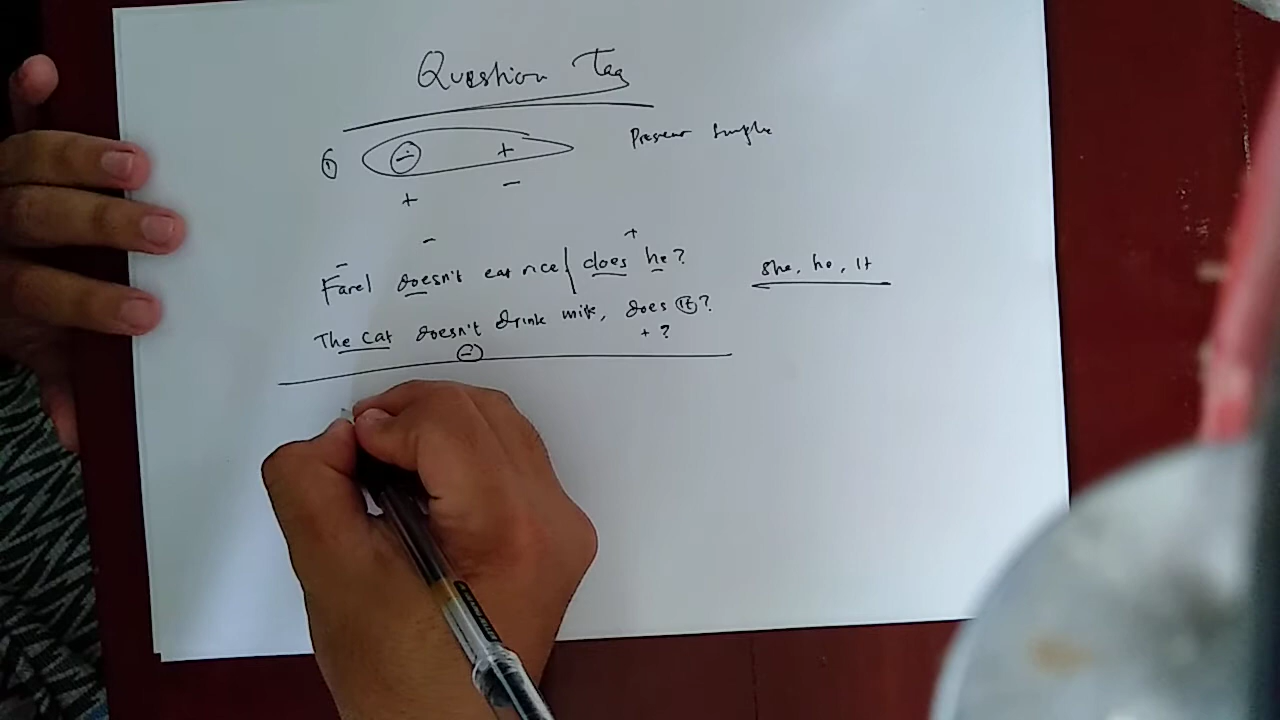 Question Tag
① - + Present Simple
+ -
- - +
Farel doesn't eat rice | does he? she, he, it
The cat doesn't drink milk, does it?
- + ?